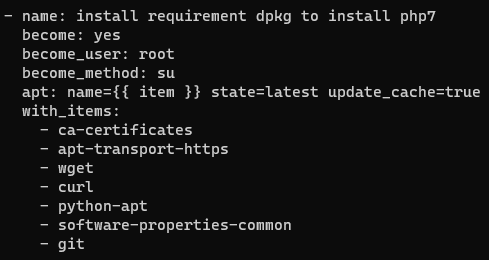 - name: install requirement dpkg to install php7
  become: yes
  become_user: root
  become_method: su
  apt: name={{ item }} state=latest update_cache=true
  with_items:
    - ca-certificates
    - apt-transport-https
    - wget
    - curl
    - python-apt
    - software-properties-common
    - git